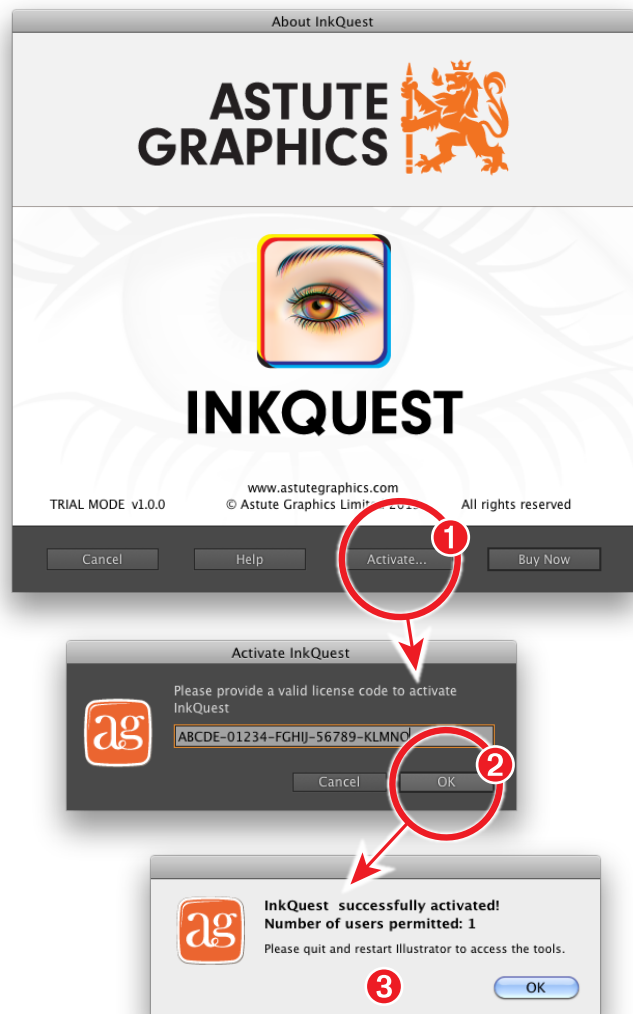 About InkQuest
ASTUTE
GRAPHICS
INKQUEST
www.astutegraphics.com
TRIAL MODE v1.0.0 © Astute Graphics All rights reserved
1
Cancel Help Activate... Buy Now
Activate InkQuest
ag
Please provide a valid license code to activate
InkQuest
ABCDE-01234-FGHIJ-56789-KLMNO
2
Cancel OK
ag
InkQuest successfully activated!
Number of users permitted: 1
Please quit and restart Illustrator to access the tools.
3
OK